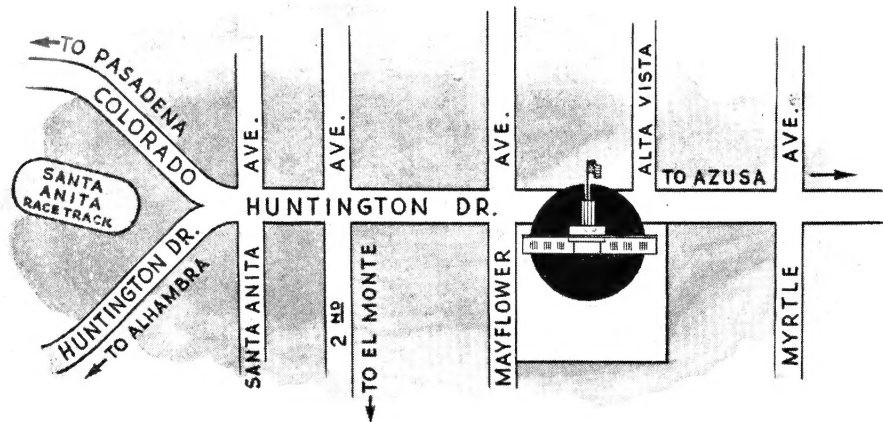 TO PASADENA
COLORADO
SANTA
ANITA
RACE TRACK
HUNTINGTON DR.
TO ALHAMBRA
SANTA ANITA AVE.
2ND AVE.
TO EL MONTE
HUNTINGTON DR.
MAYFLOWER AVE.
ALTA VISTA
TO AZUSA
MYRTLE AVE.